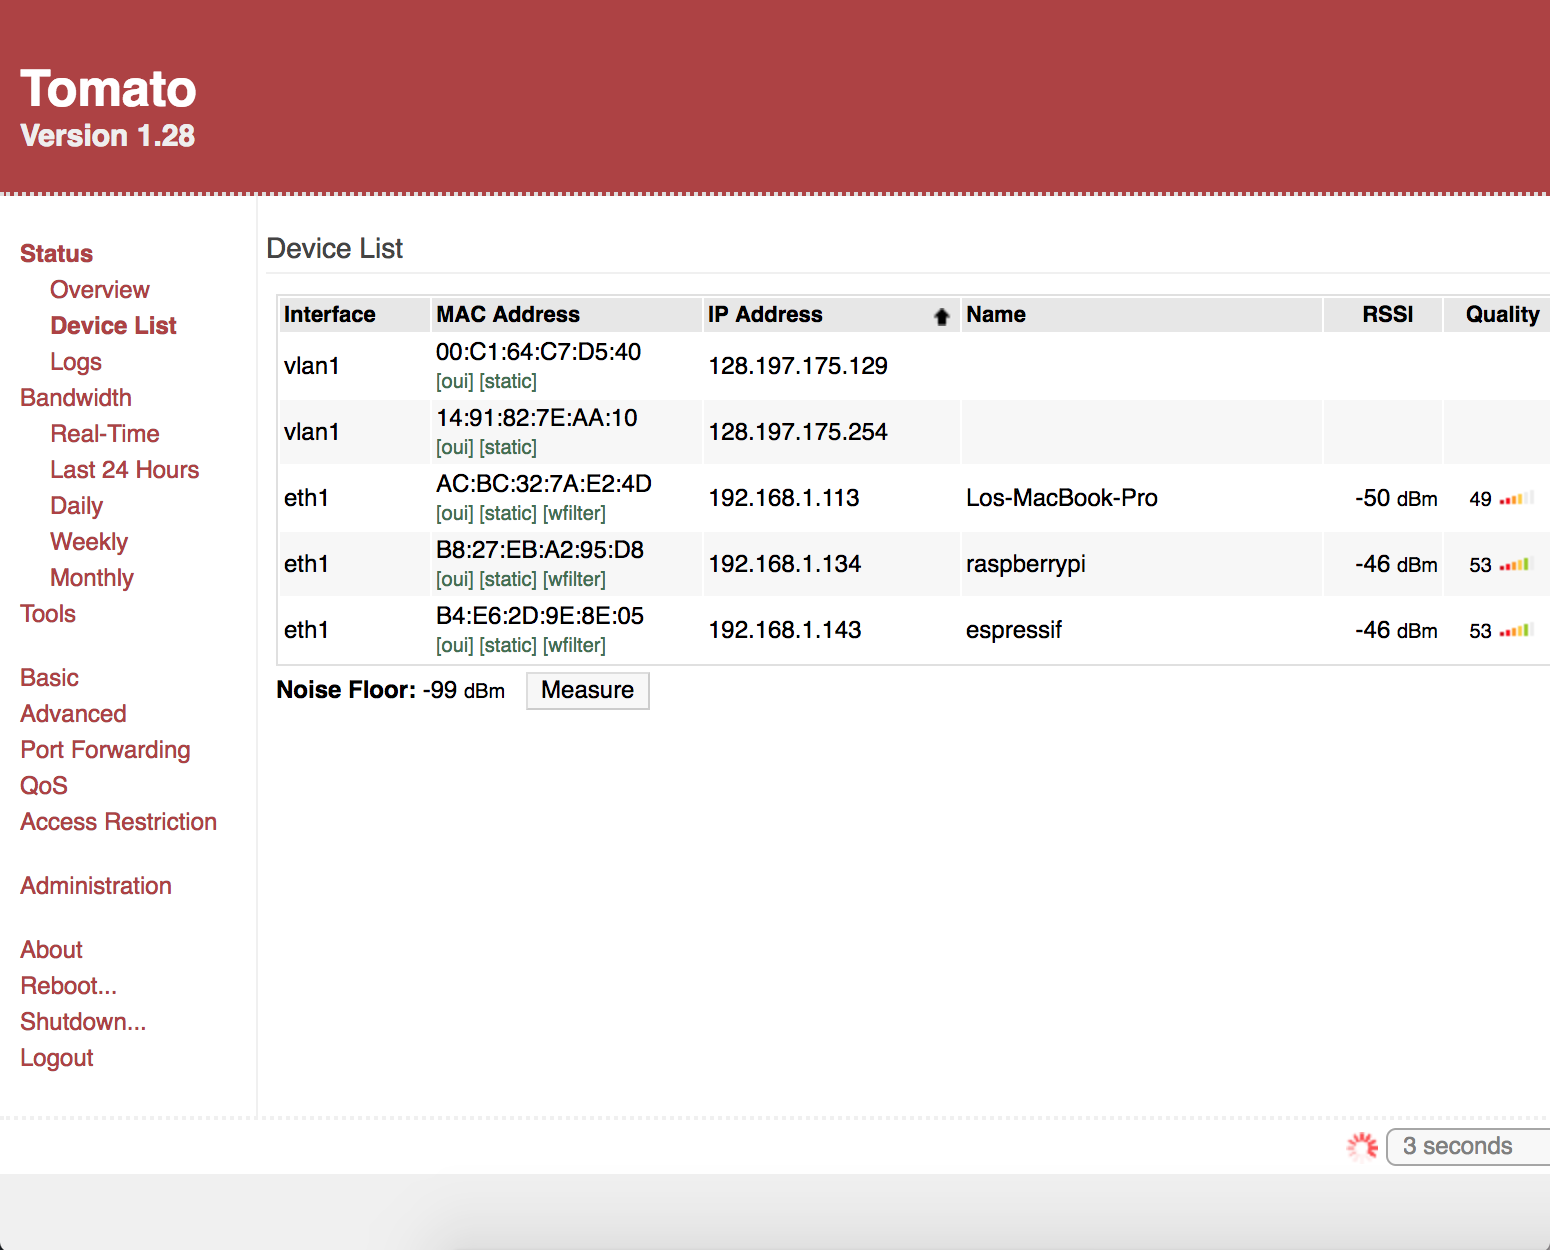 Tomato
Version 1.28
Status
Overview
Device List
Logs
Bandwidth
Real-Time
Last 24 Hours
Daily
Weekly
Monthly
Tools
Basic
Advanced
Port Forwarding
QoS
Access Restriction
Administration
About
Reboot...
Shutdown...
Logout
Device List
Interface MAC Address IP Address Name RSSI Quality
vlan1 00:C1:64:C7:D5:40 128.197.175.129
[oui] [static]
vlan1 14:91:82:7E:AA:10 128.197.175.254
[oui] [static]
eth1 AC:BC:32:7A:E2:4D 192.168.1.113 Los-MacBook-Pro -50 dBm 49
[oui] [static] [wfilter]
eth1 B8:27:EB:A2:95:D8 192.168.1.134 raspberrypi -46 dBm 53
[oui] [static] [wfilter]
eth1 B4:E6:2D:9E:8E:05 192.168.1.143 espressif -46 dBm 53
[oui] [static] [wfilter]
Noise Floor: -99 dBm Measure
3 seconds